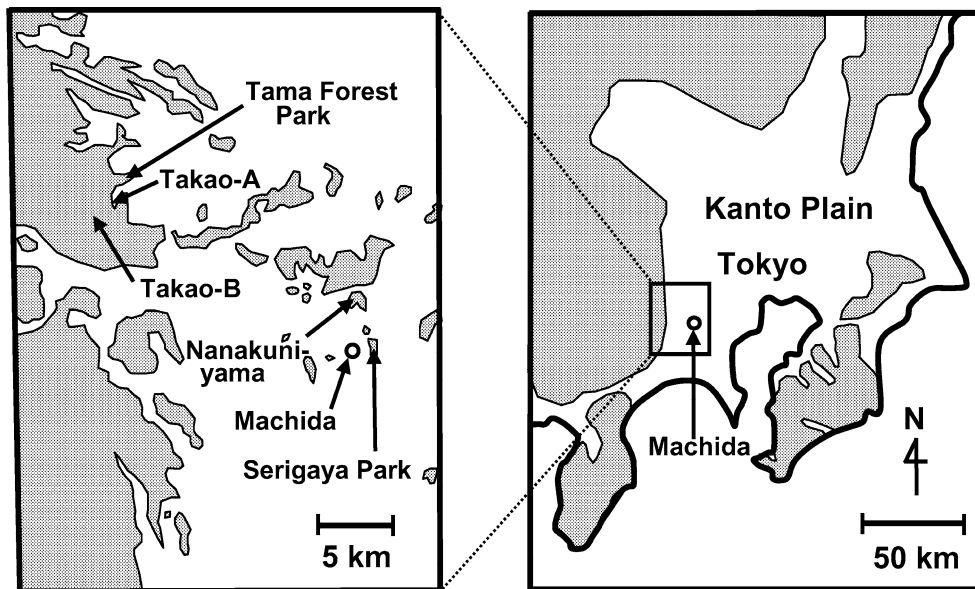 Tama Forest
Park
Takao-A
Takao-B
Nanakuni-
yama
Machida
Serigaya Park
5 km
Kanto Plain
Tokyo
Machida
N
50 km